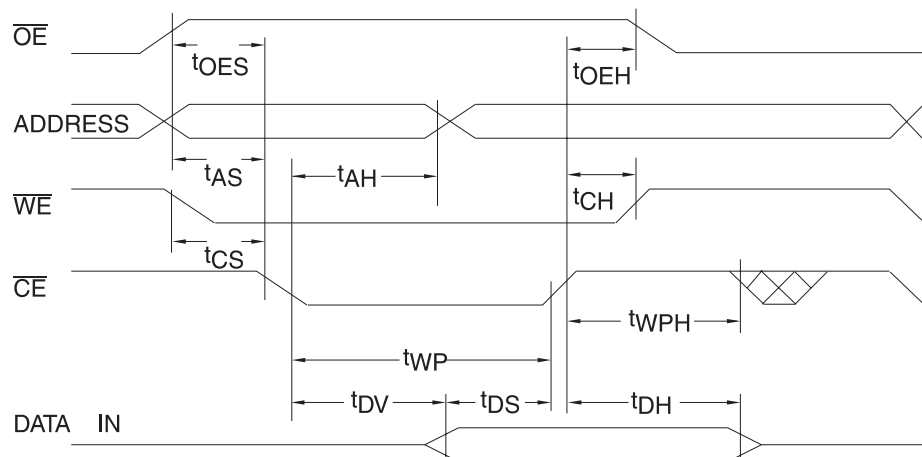 OE
tOES
tOEH
ADDRESS
tAS
tAH
tCH
WE
tCS
CE
tWPH
tWP
tDV
tDS
tDH
DATA IN